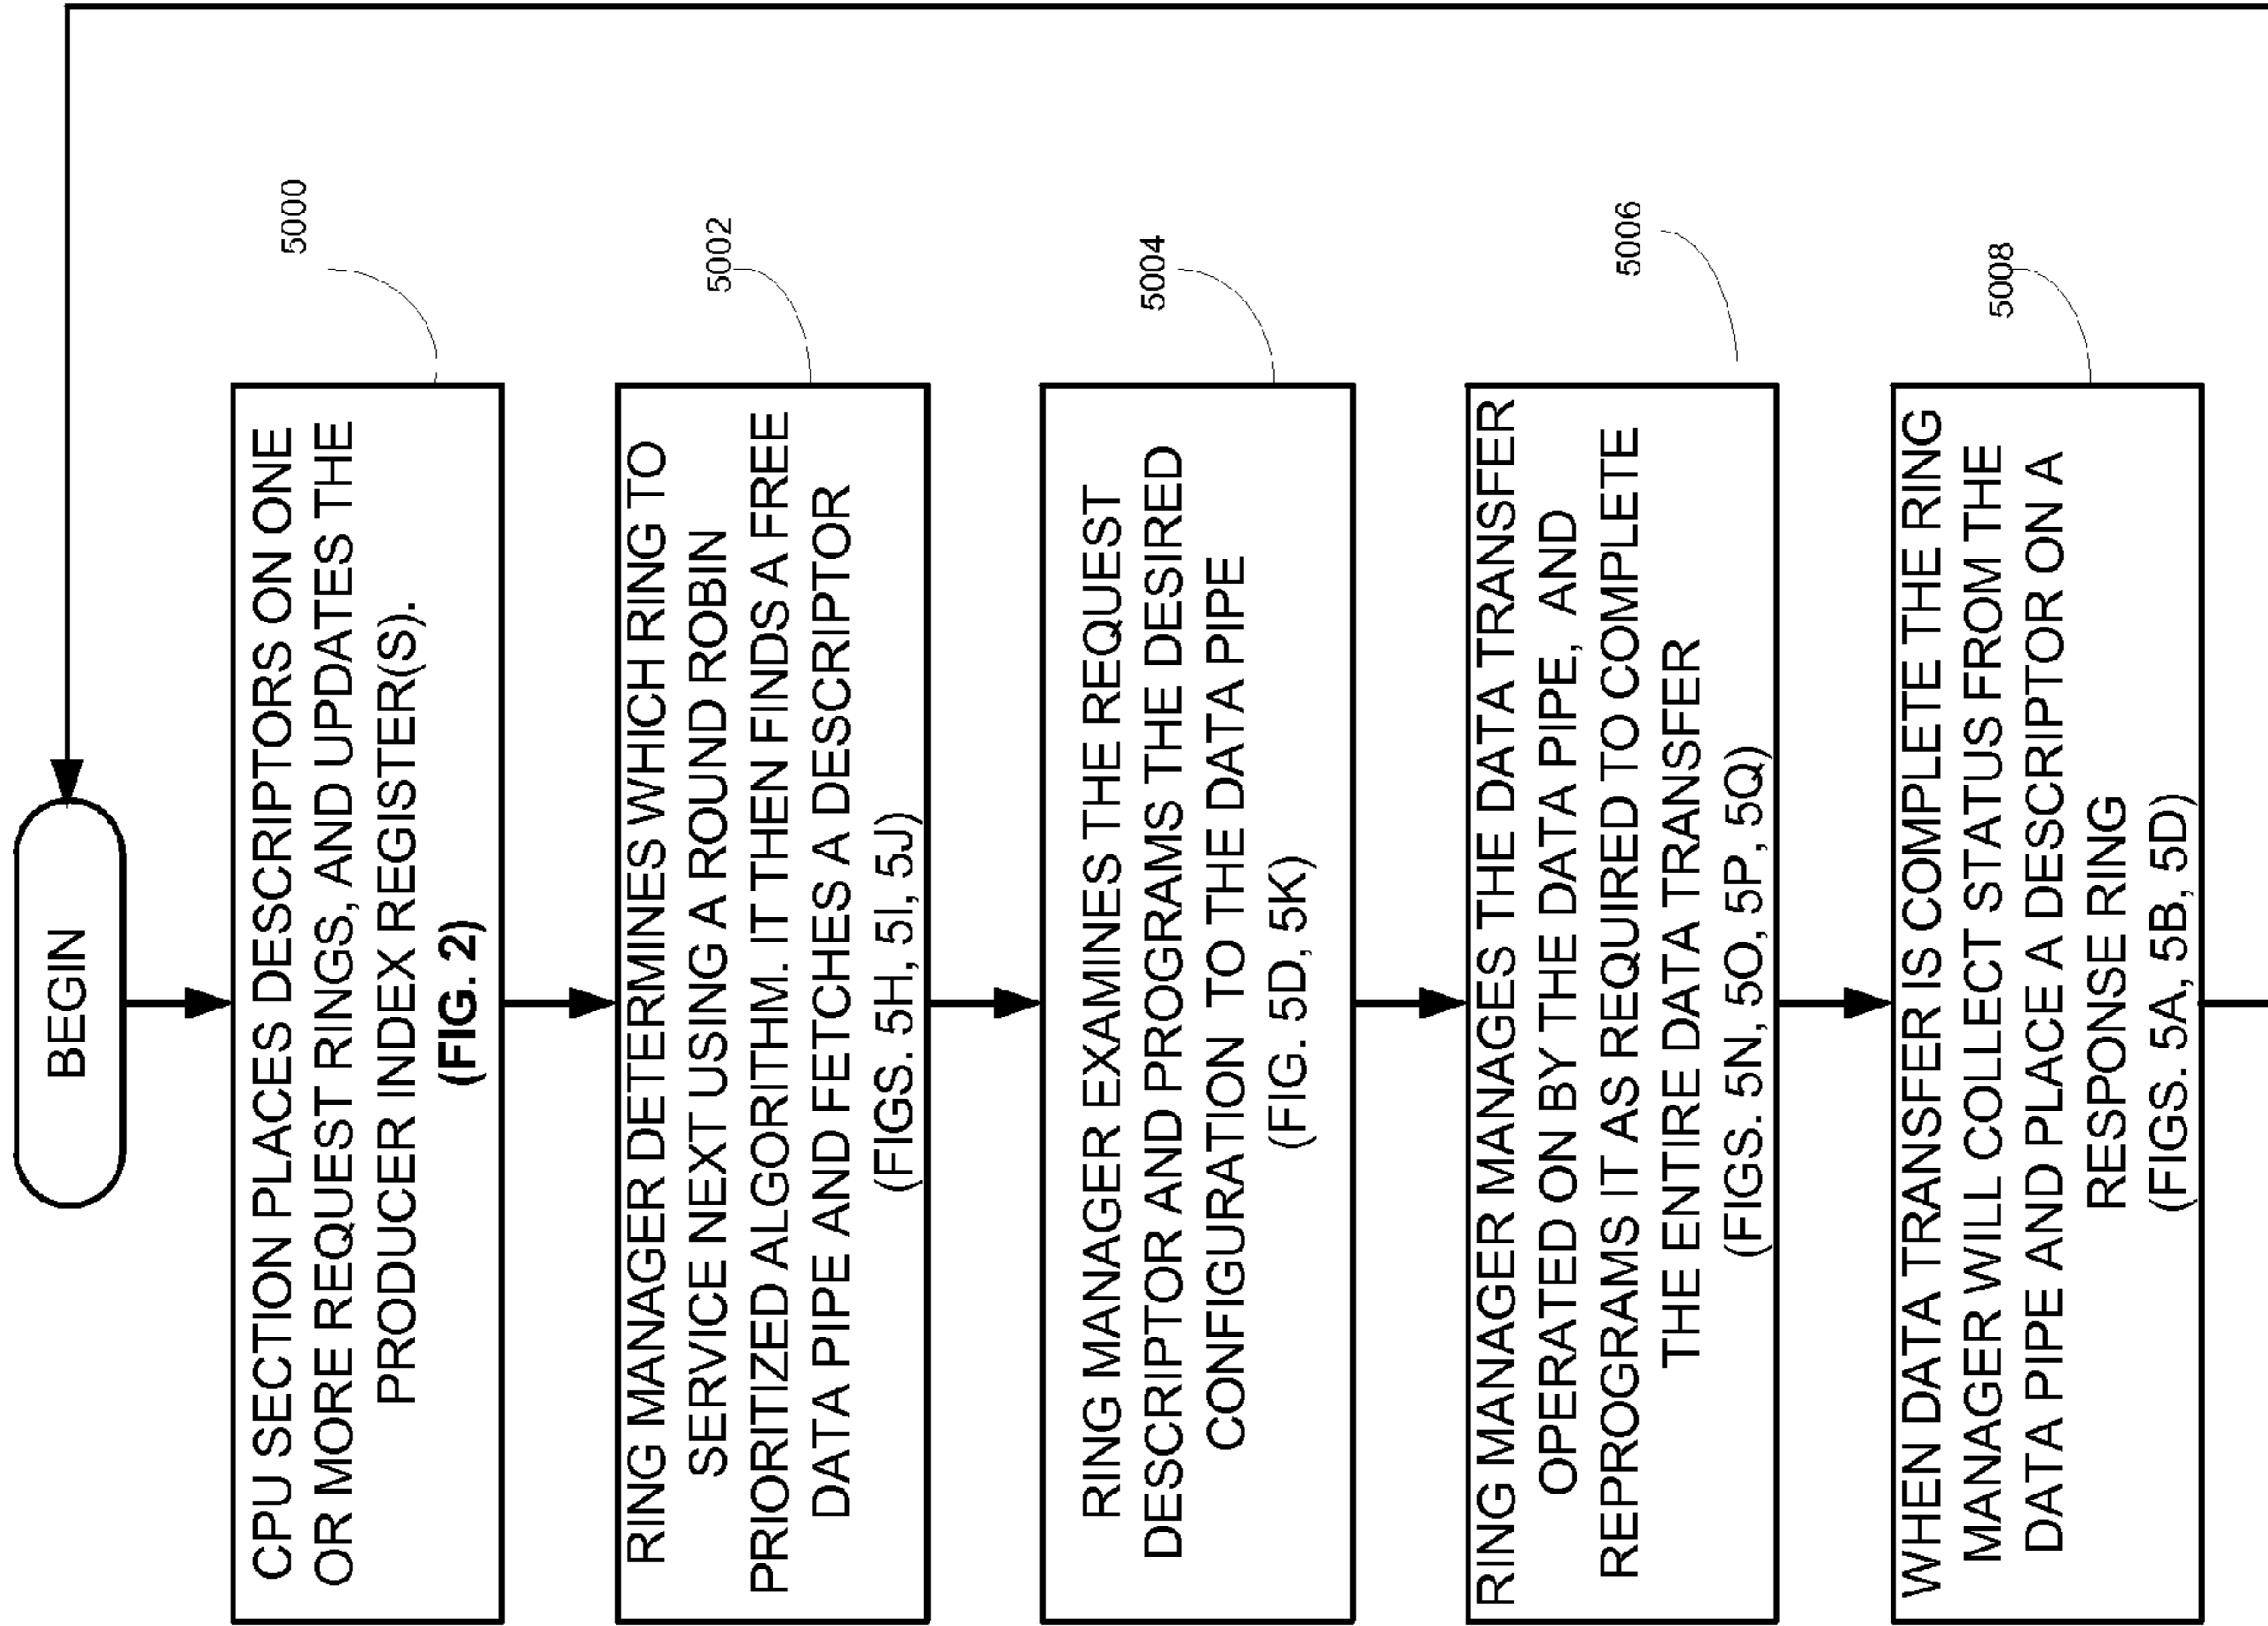 BEGIN
CPU SECTION PLACES DESCRIPTORS ON ONE
OR MORE REQUEST RINGS, AND UPDATES THE
PRODUCER INDEX REGISTER(S).
(FIG. 2)
5000
RING MANAGER DETERMINES WHICH RING TO
SERVICE NEXT USING A ROUND ROBIN
PRIORITIZED ALGORITHM. IT THEN FINDS A FREE
DATA PIPE AND FETCHES A DESCRIPTOR
(FIGS. 5H, 5I, 5J)
5002
RING MANAGER EXAMINES THE REQUEST
DESCRIPTOR AND PROGRAMS THE DESIRED
CONFIGURATION TO THE DATA PIPE
(FIG. 5D, 5K)
5004
RING MANAGER MANAGES THE DATA TRANSFER
OPERATED ON BY THE DATA PIPE, AND
REPROGRAMS IT AS REQUIRED TO COMPLETE
THE ENTIRE DATA TRANSFER
(FIGS. 5N, 5O, 5P, 5Q)
5006
WHEN DATA TRANSFER IS COMPLETE THE RING
MANAGER WILL COLLECT STATUS FROM THE
DATA PIPE AND PLACE A DESCRIPTOR ON A
RESPONSE RING
(FIGS. 5A, 5B, 5D)
5008